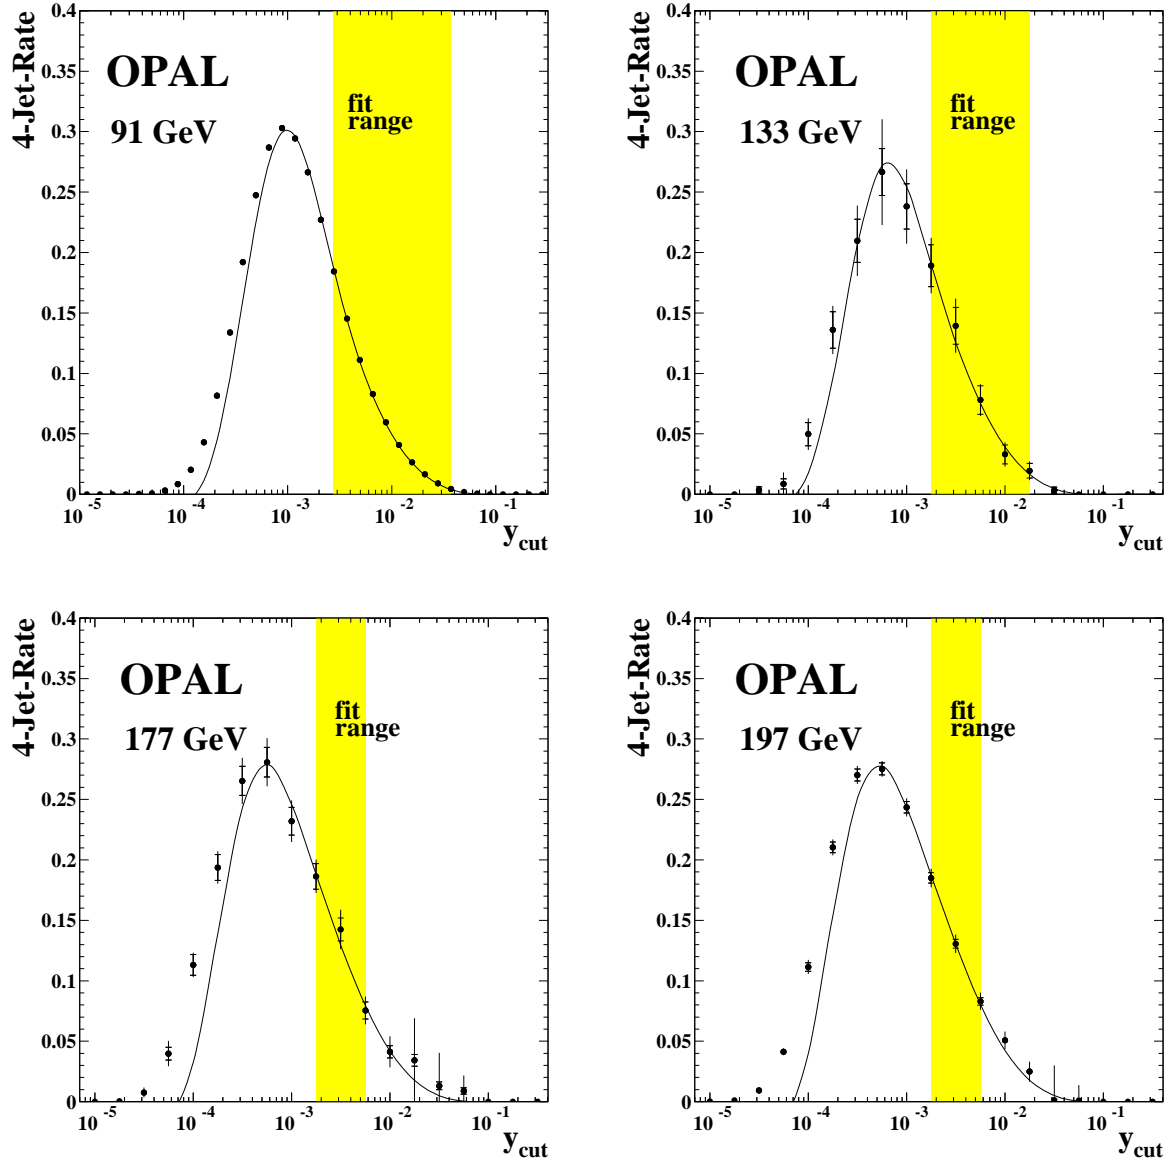 4-Jet-Rate
0.4
0.35
0.3
0.25
0.2
0.15
0.1
0.05
0
OPAL
91 GeV
fit
range
10⁻⁵ 10⁻⁴ 10⁻³ 10⁻² 10⁻¹
y_cut
4-Jet-Rate
0.4
0.35
0.3
0.25
0.2
0.15
0.1
0.05
0
OPAL
133 GeV
fit
range
10⁻⁵ 10⁻⁴ 10⁻³ 10⁻² 10⁻¹
y_cut
4-Jet-Rate
0.4
0.35
0.3
0.25
0.2
0.15
0.1
0.05
0
OPAL
177 GeV
fit
range
10⁻⁵ 10⁻⁴ 10⁻³ 10⁻² 10⁻¹
y_cut
4-Jet-Rate
0.4
0.35
0.3
0.25
0.2
0.15
0.1
0.05
0
OPAL
197 GeV
fit
range
10⁻⁵ 10⁻⁴ 10⁻³ 10⁻² 10⁻¹
y_cut